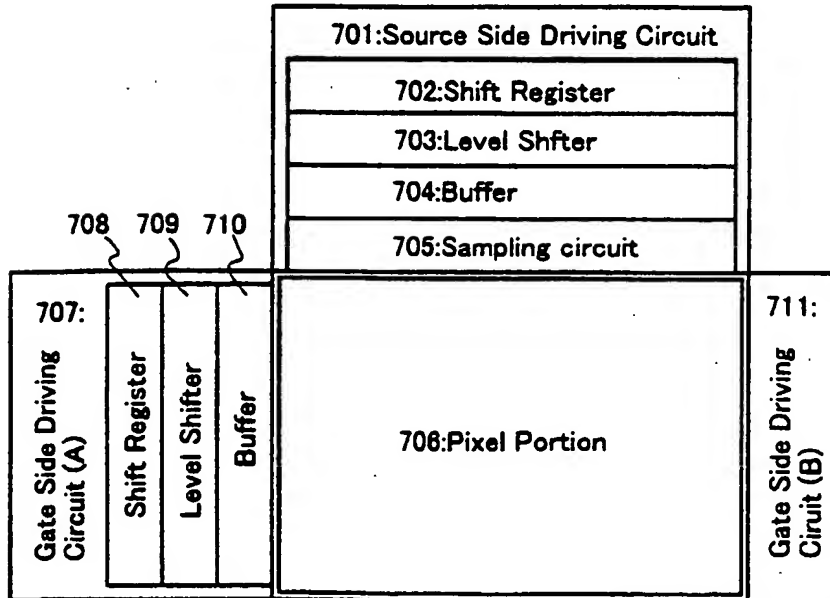 701:Source Side Driving Circuit
702:Shift Register
703:Level Shfter
704:Buffer
705:Sampling circuit
708 709 710
707:
Gate Side Driving
Circuit (A)
Shift Register
Level Shifter
Buffer
706:Pixel Portion
711:
Gate Side Driving
Ciruit (B)